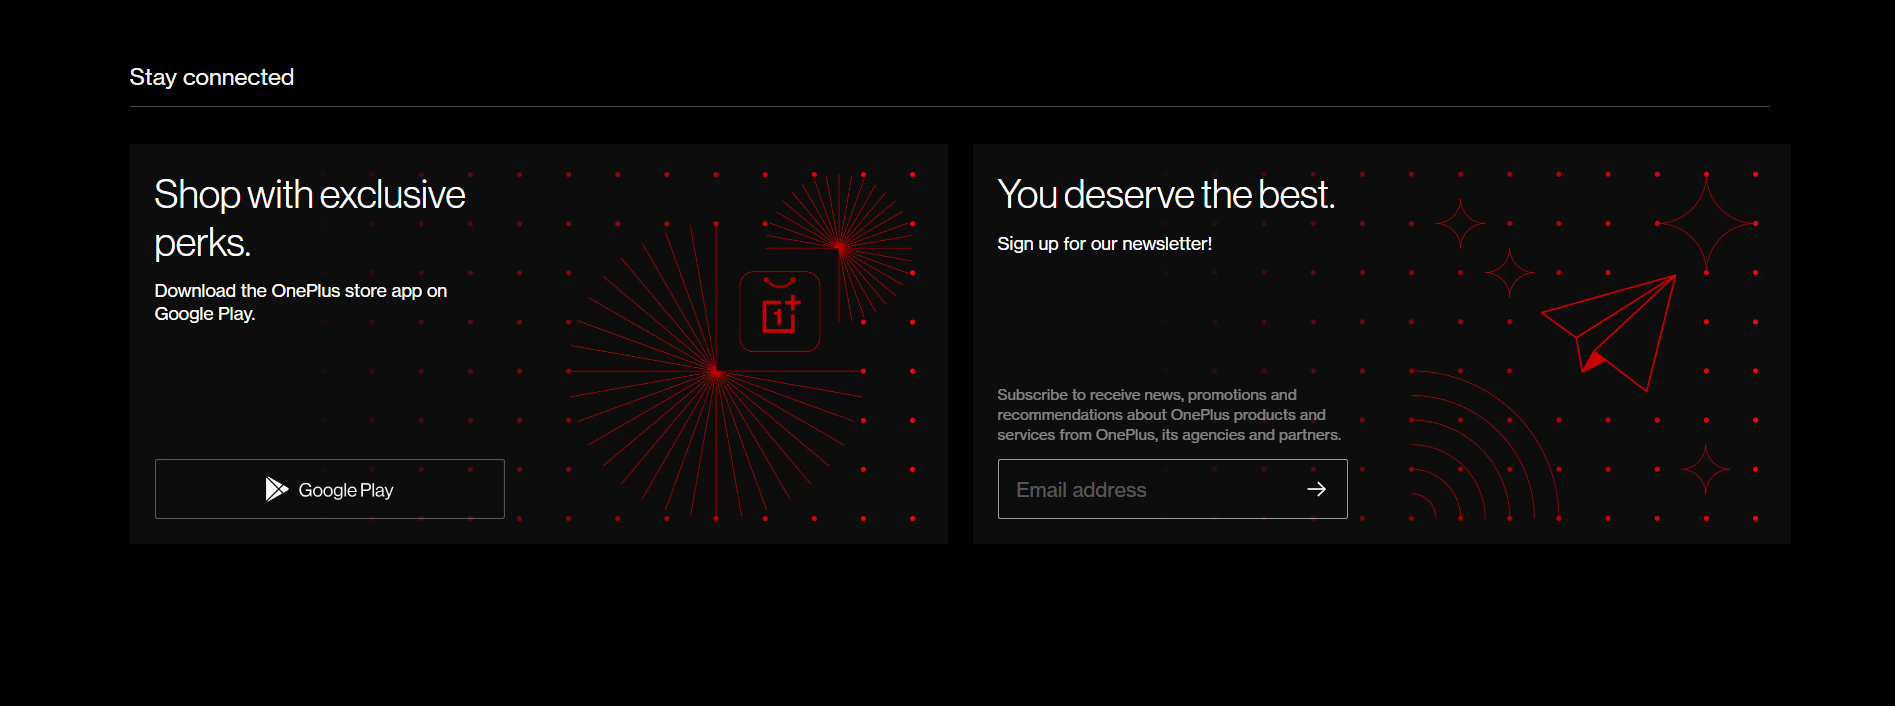 Stay connected
Shop with exclusive
perks.
Download the OnePlus store app on
Google Play.
1+
Google Play
You deserve the best.
Sign up for our newsletter!
Subscribe to receive news, promotions and
recommendations about OnePlus products and
services from OnePlus, its agencies and partners.
Email address